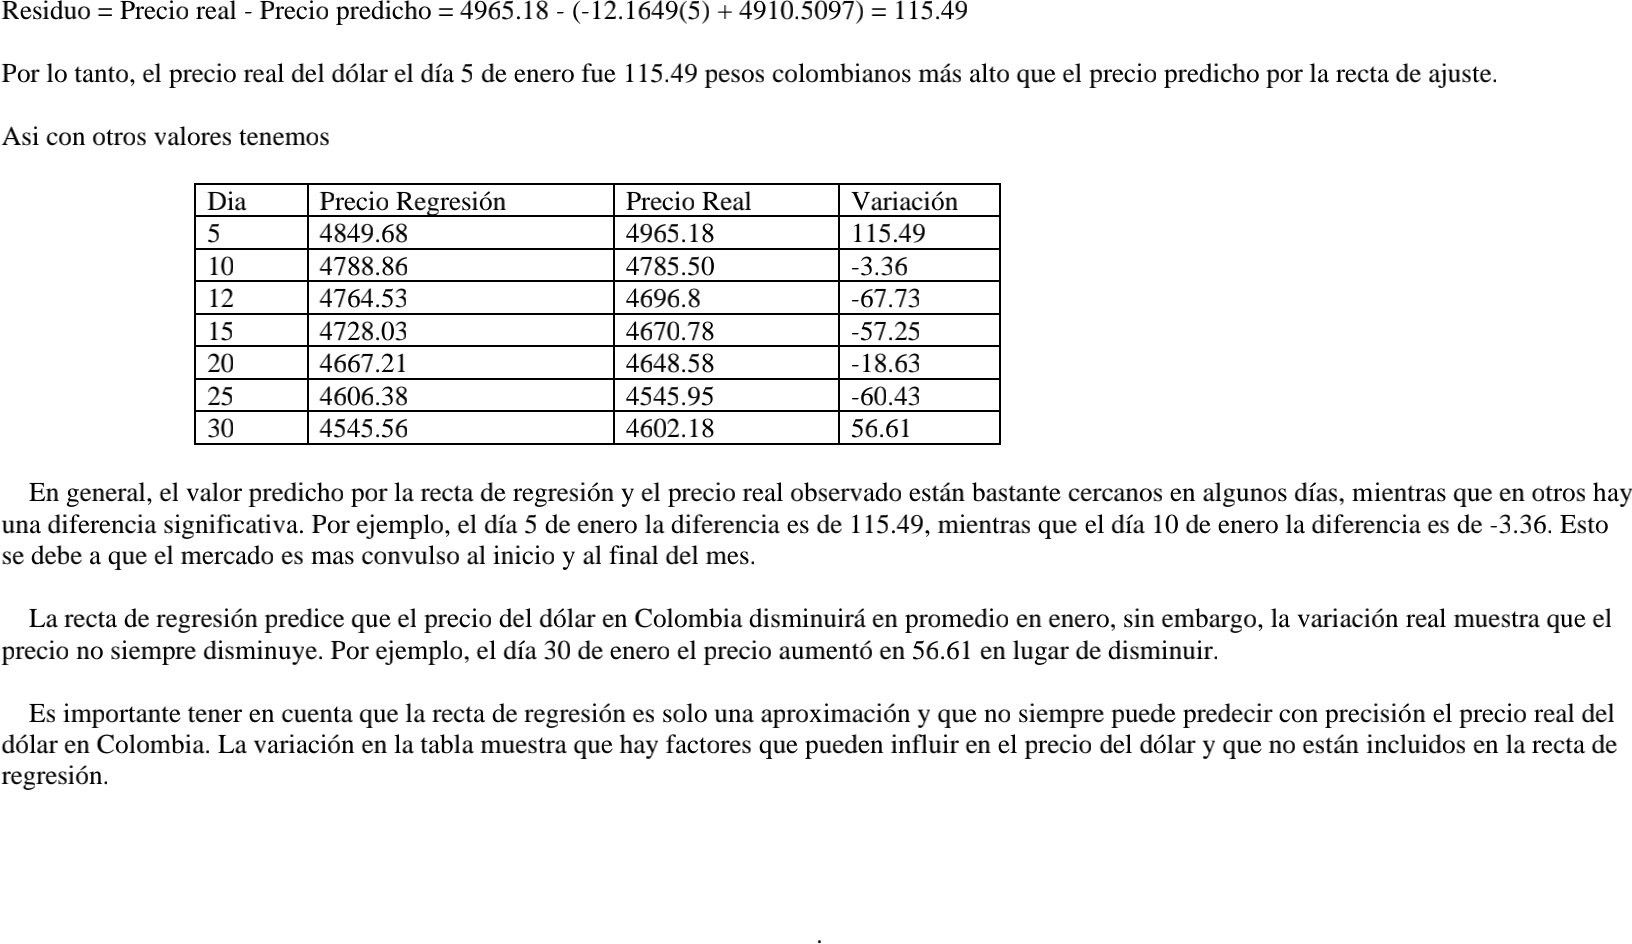 Residuo = Precio real - Precio predicho = 4965.18 - (-12.1649(5) + 4910.5097) = 115.49
Por lo tanto, el precio real del dólar el día 5 de enero fue 115.49 pesos colombianos más alto que el precio predicho por la recta de ajuste.
Asi con otros valores tenemos
Dia Precio Regresión Precio Real Variación
5 4849.68 4965.18 115.49
10 4788.86 4785.50 -3.36
12 4764.53 4696.8 -67.73
15 4728.03 4670.78 -57.25
20 4667.21 4648.58 -18.63
25 4606.38 4545.95 -60.43
30 4545.56 4602.18 56.61
En general, el valor predicho por la recta de regresión y el precio real observado están bastante cercanos en algunos días, mientras que en otros hay
una diferencia significativa. Por ejemplo, el día 5 de enero la diferencia es de 115.49, mientras que el día 10 de enero la diferencia es de -3.36. Esto
se debe a que el mercado es mas convulso al inicio y al final del mes.
La recta de regresión predice que el precio del dólar en Colombia disminuirá en promedio en enero, sin embargo, la variación real muestra que el
precio no siempre disminuye. Por ejemplo, el día 30 de enero el precio aumentó en 56.61 en lugar de disminuir.
Es importante tener en cuenta que la recta de regresión es solo una aproximación y que no siempre puede predecir con precisión el precio real del
dólar en Colombia. La variación en la tabla muestra que hay factores que pueden influir en el precio del dólar y que no están incluidos en la recta de
regresión.
.